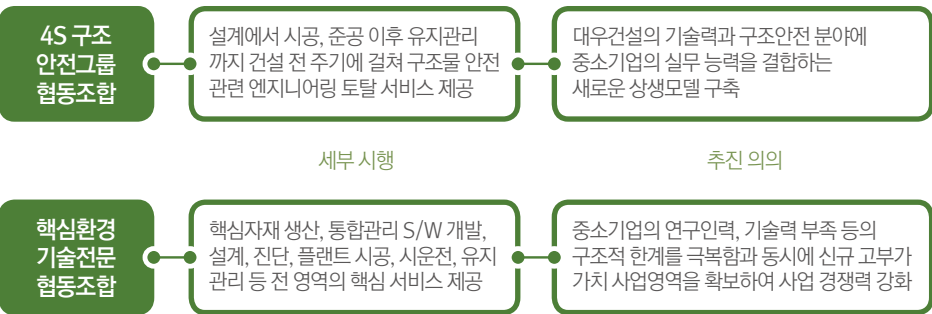 4S 구조
안전그룹
협동조합
설계에서 시공, 준공 이후 유지관리
까지 건설 전 주기에 걸쳐 구조물 안전
관련 엔지니어링 토탈 서비스 제공
대우건설의 기술력과 구조안전 분야에
중소기업의 실무 능력을 결합하는
새로운 상생모델 구축
세부 시행
추진 의의
핵심환경
기술전문
협동조합
핵심자재 생산, 통합관리 S/W 개발,
설계, 진단, 플랜트 시공, 시운전, 유지
관리 등 전 영역의 핵심 서비스 제공
중소기업의 연구인력, 기술력 부족 등의
구조적 한계를 극복함과 동시에 신규 고부가
가치 사업영역을 확보하여 사업 경쟁력 강화